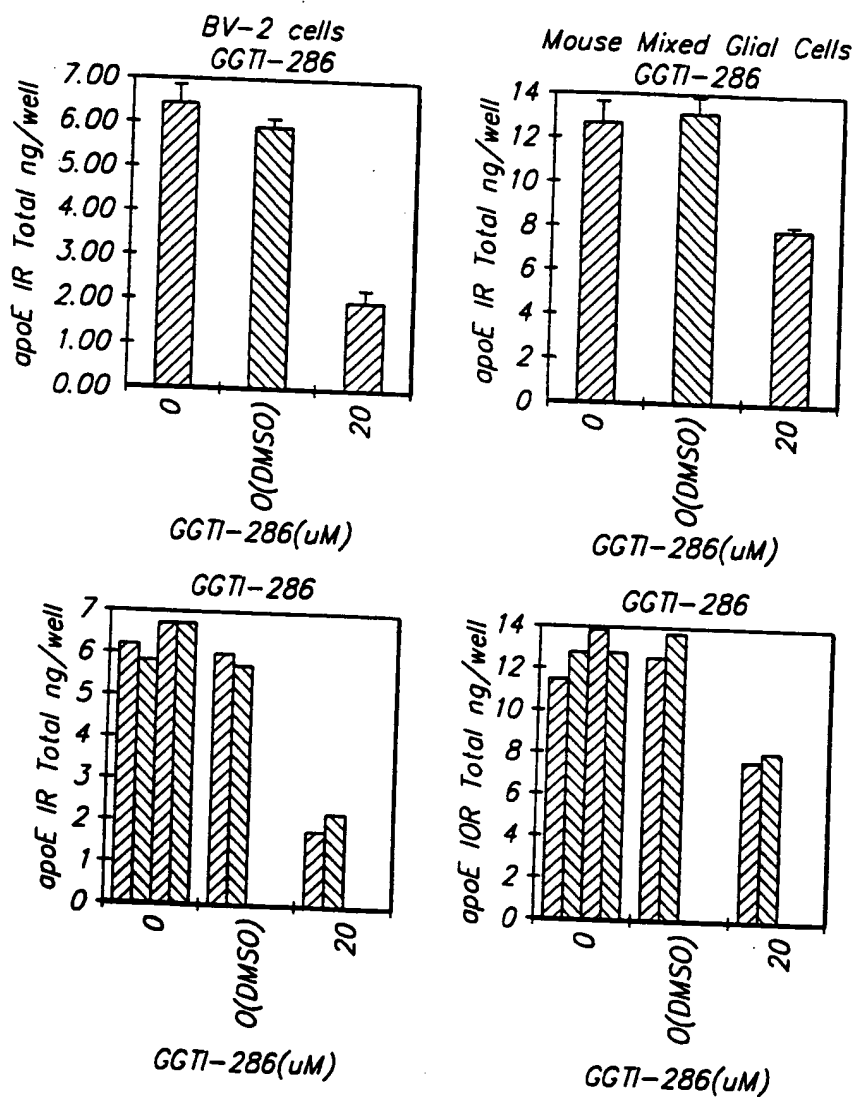 BV-2 cells
GGTI-286
apoE IR Total ng/well
7.00
6.00
5.00
4.00
3.00
2.00
1.00
0.00
0
0(DMSO)
20
GGTI-286(uM)
Mouse Mixed Glial Cells
GGTI-286
apoE IR Total ng/well
14
12
10
8
6
4
2
0
0
0(DMSO)
20
GGTI-286(uM)
GGTI-286
apoE IR Total ng/well
7
6
5
4
3
2
1
0
0
0(DMSO)
20
GGTI-286(uM)
GGTI-286
apoE IOR Total ng/well
14
12
10
8
6
4
2
0
0
0(DMSO)
20
GGTI-286(uM)